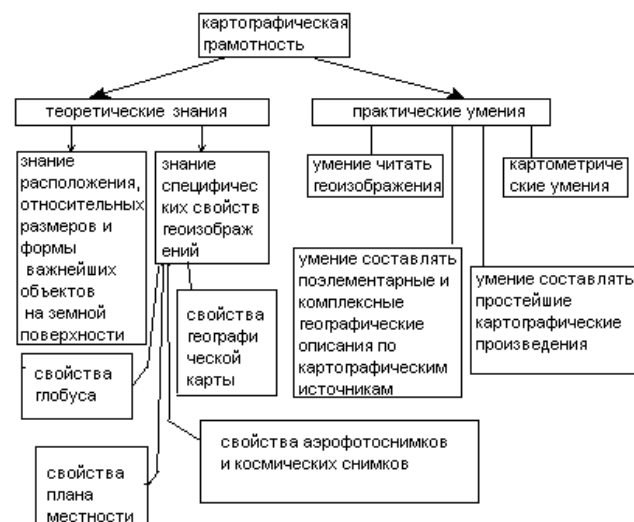 картографическая
грамотность
теоретические знания
практические умения
знание
расположения,
относительных
размеров и
формы
важнейших
объектов
на земной
поверхности
знание
специфичес
ких свойств
геоизображ
ений
умение читать
геоизображения
картометриче
ские умения
умение составлять
поэлементарные и
комплексные
географические
описания по
картографическим
источникам
умение составлять
простейшие
картографические
произведения
свойства
географи
ческой
карты
свойства
глобуса
свойства аэрофотоснимков
и космических снимков
свойства
плана
местности